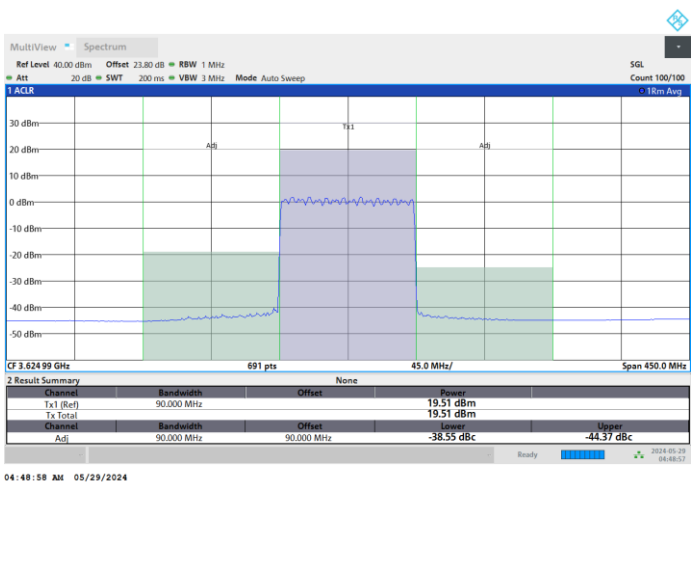 MultiView Spectrum
Ref Level 40.00 dBm Offset 23.80 dB RBW 1 MHz SGL
Att 20 dB SWT 200 ms VBW 3 MHz Mode Auto Sweep Count 100/100
1 ACLR 1Rm Avg
30 dBm
Tx1
20 dBm Adj Adj
10 dBm
0 dBm
-10 dBm
-20 dBm
-30 dBm
-40 dBm
-50 dBm
CF 3.624 99 GHz 691 pts 45.0 MHz/ Span 450.0 MHz
2 Result Summary None
Channel Bandwidth Offset Power
Tx1 (Ref) 90.000 MHz 19.51 dBm
Tx Total 19.51 dBm
Channel Bandwidth Offset Lower Upper
Adj 90.000 MHz 90.000 MHz -38.55 dBc -44.37 dBc
Ready 2024-05-29
04:48:57
04:48:58 AM 05/29/2024